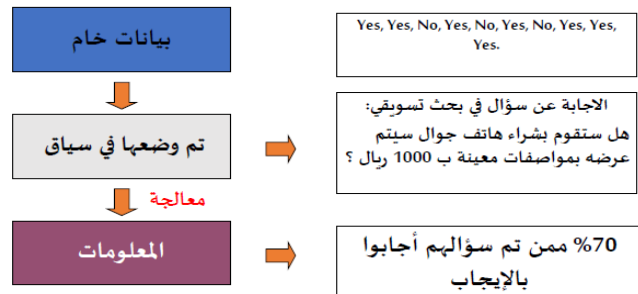 بيانات خام
Yes, Yes, No, Yes, No, Yes, No, Yes, Yes,
Yes.
تم وضعها في سياق
الاجابة عن سؤال في بحث تسويقي:
هل ستقوم بشراء هاتف جوال سيتم
عرضه بمواصفات معينة ب 1000 ريال ؟
معالجة
المعلومات
70% ممن تم سؤالهم أجابوا
بالإيجاب